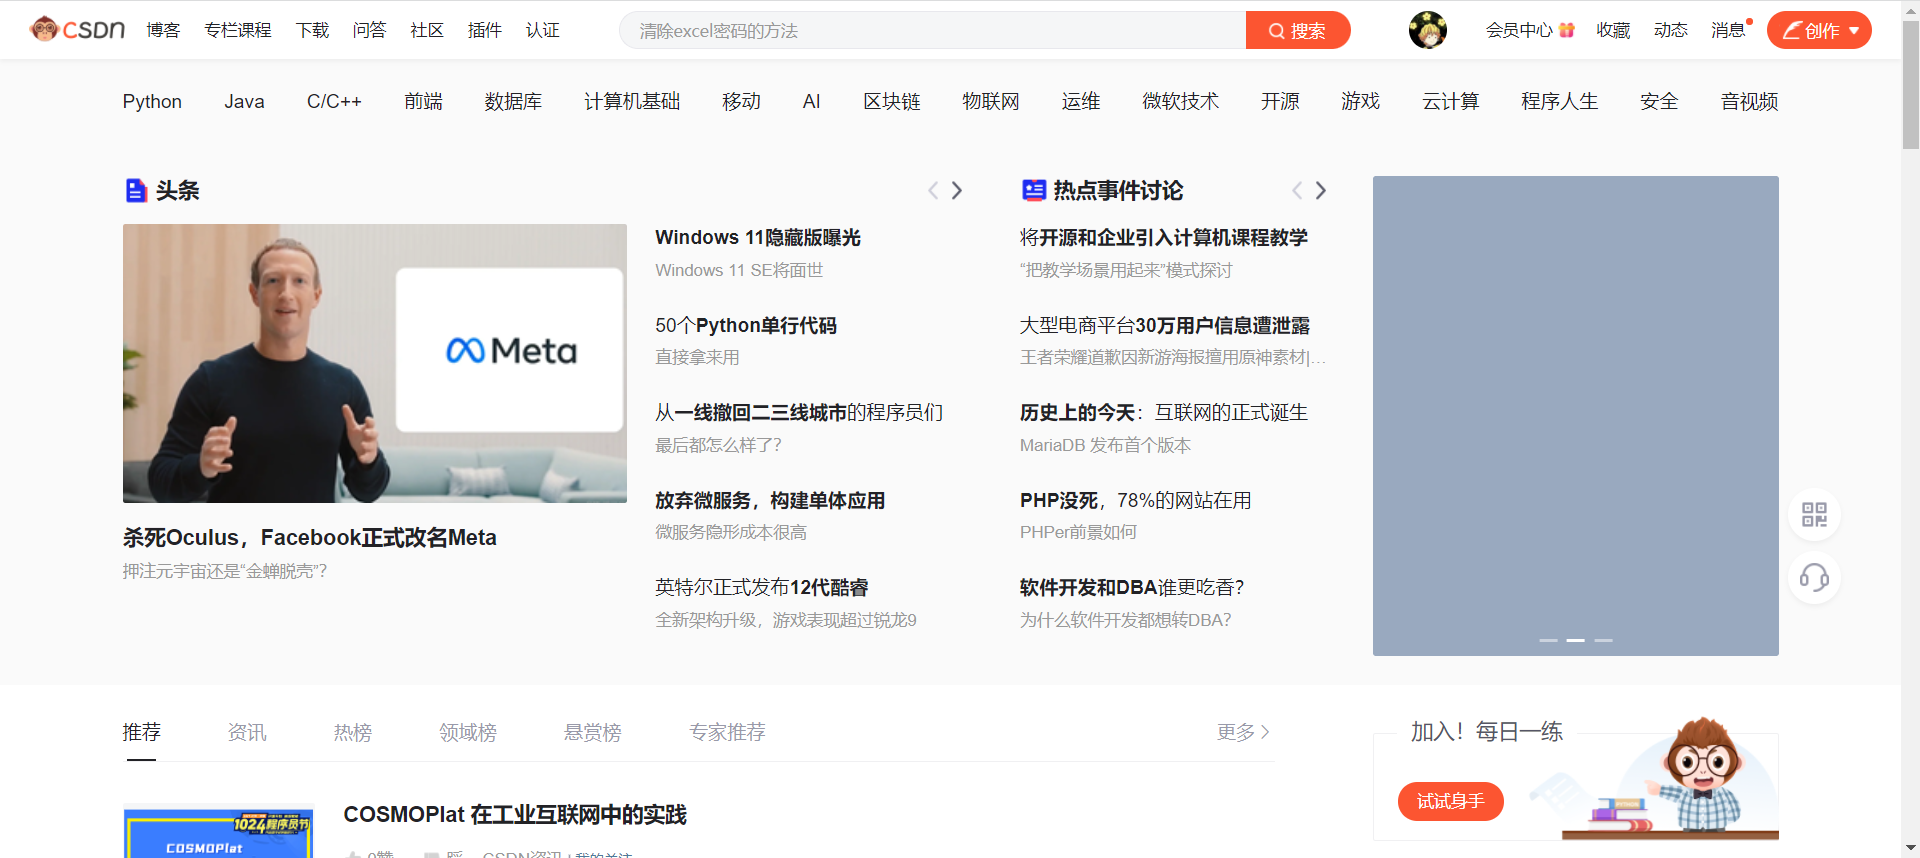 CSDN 博客 专栏课程 下载 问答 社区 插件 认证 清除excel密码的方法 搜索 会员中心 收藏 动态 消息 创作
Python Java C/C++ 前端 数据库 计算机基础 移动 AI 区块链 物联网 运维 微软技术 开源 游戏 云计算 程序人生 安全 音视频
头条
Meta
杀死Oculus，Facebook正式改名Meta
押注元宇宙还是“金蝉脱壳”？
Windows 11隐藏版曝光
Windows 11 SE将面世
50个Python单行代码
直接拿来用
从一线撤回二三线城市的程序员们
最后都怎么样了？
放弃微服务，构建单体应用
微服务隐形成本很高
英特尔正式发布12代酷睿
全新架构升级，游戏表现超过锐龙9
热点事件讨论
将开源和企业引入计算机课程教学
“把教学场景用起来”模式探讨
大型电商平台30万用户信息遭泄露
王者荣耀道歉因新游海报擅用原神素材|...
历史上的今天：互联网的正式诞生
MariaDB 发布首个版本
PHP没死，78%的网站在用
PHPer前景如何
软件开发和DBA谁更吃香？
为什么软件开发都想转DBA？
推荐 资讯 热榜 领域榜 悬赏榜 专家推荐 更多
加入！每日一练
试试身手
1024程序员节
COSMOPlat
COSMOPlat 在工业互联网中的实践
0赞 踩 CSDN资讯 | 我的关注